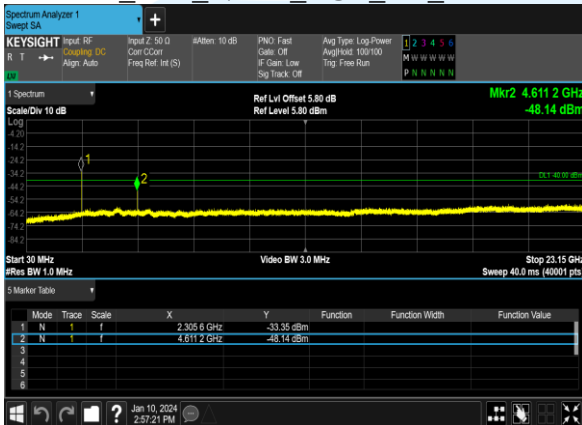 Spectrum Analyzer 1
Swept SA
+
KEYSIGHT
R T
LV
Input: RF
Coupling: DC
Align: Auto
Input Z: 50 Ω
Corr CCorr
Freq Ref: Int (S)
#Atten: 10 dB
PNO: Fast
Gate: Off
IF Gain: Low
Sig Track: Off
Avg Type: Log-Power
Avg|Hold: 100/100
Trig: Free Run
1 2 3 4 5 6
M W W W W W
P N N N N N
1 Spectrum
Scale/Div 10 dB
Ref Lvl Offset 5.80 dB
Ref Level 5.80 dBm
Mkr2 4.611 2 GHz
-48.14 dBm
Log
-4.20
-14.2
-24.2
-34.2
-44.2
-54.2
-64.2
-74.2
-84.2
1
2
DL1 -40.00 dBm
Start 30 MHz
#Res BW 1.0 MHz
Video BW 3.0 MHz
Stop 23.15 GHz
Sweep 40.0 ms (40001 pts)
5 Marker Table
Mode Trace Scale X Y Function Function Width Function Value
1 N 1 f 2.305 6 GHz -33.35 dBm
2 N 1 f 4.611 2 GHz -48.14 dBm
3
4
5
6
?
Jan 10, 2024
2:57:21 PM